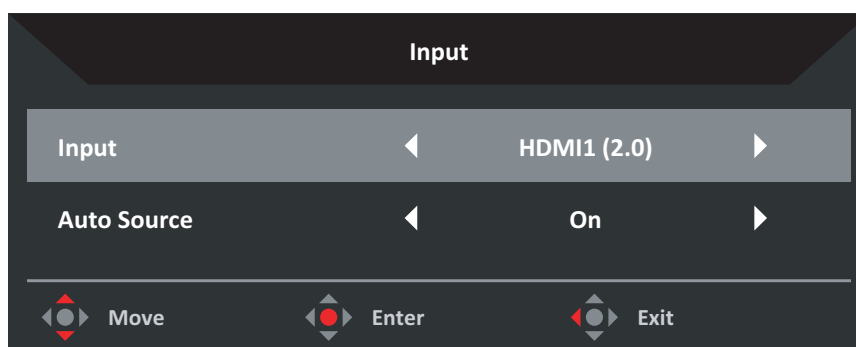 Input
Input HDMI1 (2.0)
Auto Source On
Move Enter Exit